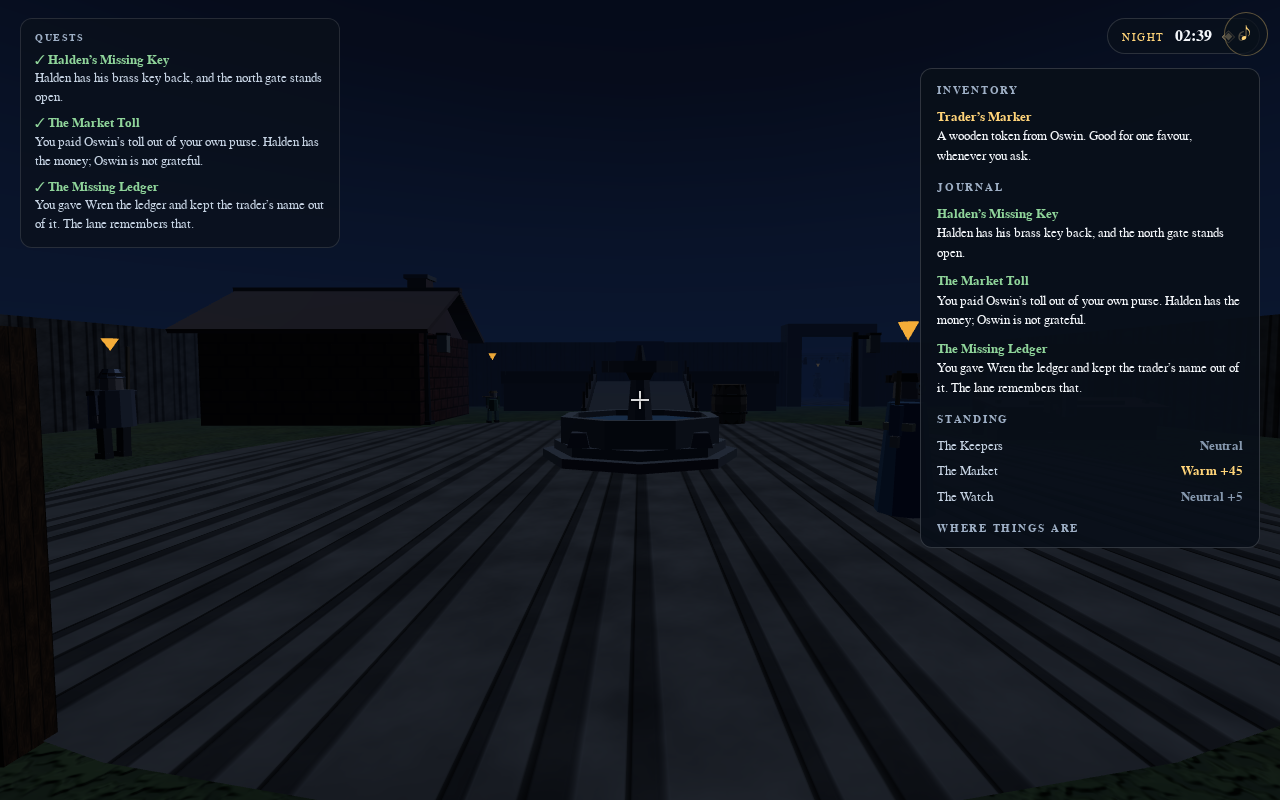 QUESTS
✓ Halden’s Missing Key
Halden has his brass key back, and the north gate stands
open.
✓ The Market Toll
You paid Oswin’s toll out of your own purse. Halden has
the money; Oswin is not grateful.
✓ The Missing Ledger
You gave Wren the ledger and kept the trader’s name out
of it. The lane remembers that.
NIGHT 02:39
INVENTORY
Trader’s Marker
A wooden token from Oswin. Good for one favour,
whenever you ask.
JOURNAL
Halden’s Missing Key
Halden has his brass key back, and the north gate stands
open.
The Market Toll
You paid Oswin’s toll out of your own purse. Halden has the
money; Oswin is not grateful.
The Missing Ledger
You gave Wren the ledger and kept the trader’s name out of
it. The lane remembers that.
STANDING
The Keepers Neutral
The Market Warm +45
The Watch Neutral +5
WHERE THINGS ARE